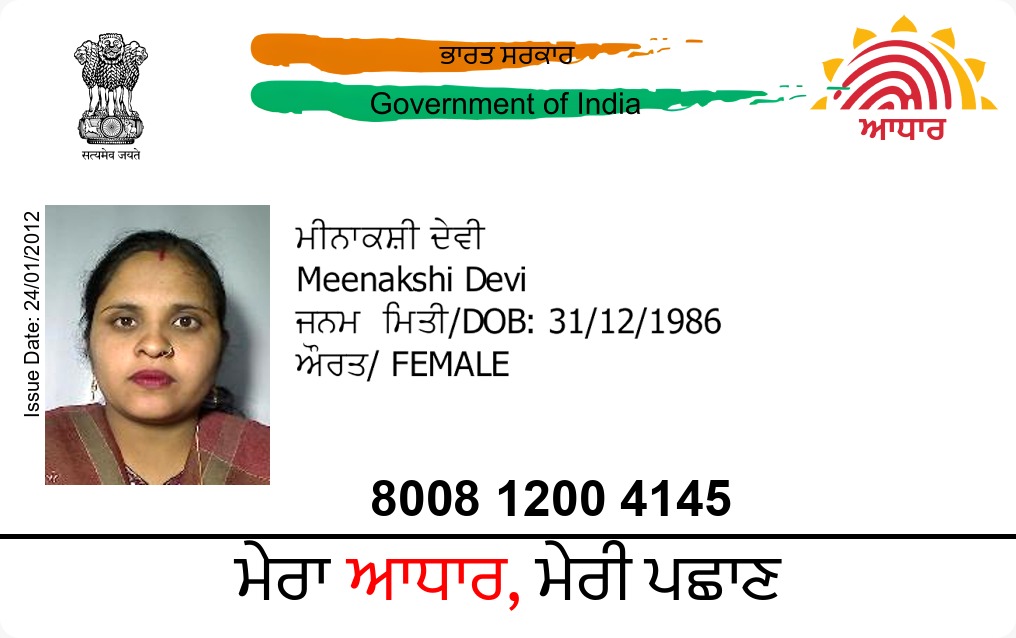 ਭਾਰਤ ਸਰਕਾਰ
Government of India
सत्यमेव जयते
ਆਧਾਰ
Issue Date: 24/01/2012
ਮੀਨਾਕਸ਼ੀ ਦੇਵੀ
Meenakshi Devi
ਜਨਮ ਮਿਤੀ/DOB: 31/12/1986
ਔਰਤ/ FEMALE
8008 1200 4145
ਮੇਰਾ ਆਧਾਰ, ਮੇਰੀ ਪਛਾਣ